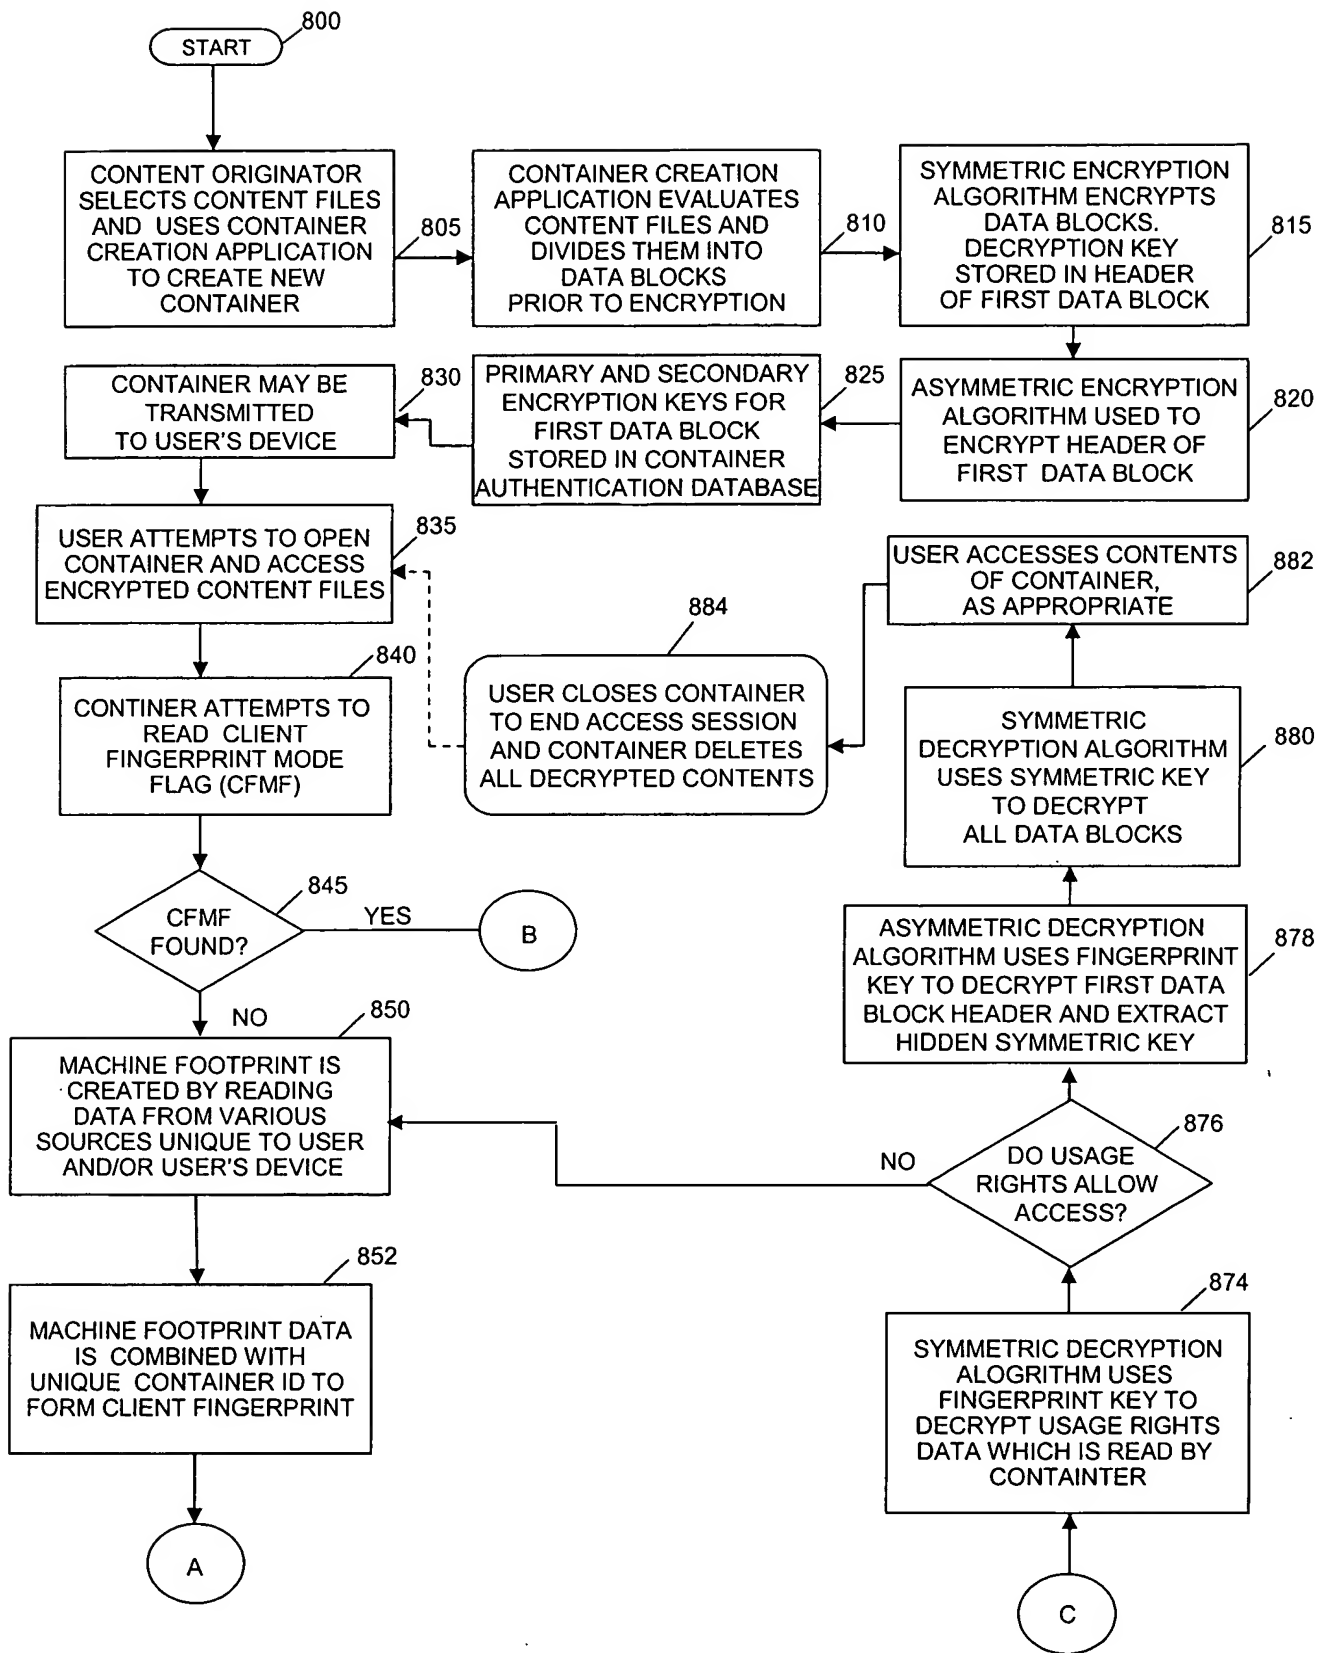 START
800
CONTENT ORIGINATOR
SELECTS CONTENT FILES
AND USES CONTAINER
CREATION APPLICATION
TO CREATE NEW
CONTAINER
805
CONTAINER CREATION
APPLICATION EVALUATES
CONTENT FILES AND
DIVIDES THEM INTO
DATA BLOCKS
PRIOR TO ENCRYPTION
810
SYMMETRIC ENCRYPTION
ALGORITHM ENCRYPTS
DATA BLOCKS.
DECRYPTION KEY
STORED IN HEADER
OF FIRST DATA BLOCK
815
ASYMMETRIC ENCRYPTION
ALGORITHM USED TO
ENCRYPT HEADER OF
FIRST DATA BLOCK
820
PRIMARY AND SECONDARY
ENCRYPTION KEYS FOR
FIRST DATA BLOCK
STORED IN CONTAINER
AUTHENTICATION DATABASE
825
CONTAINER MAY BE
TRANSMITTED
TO USER'S DEVICE
830
USER ATTEMPTS TO OPEN
CONTAINER AND ACCESS
ENCRYPTED CONTENT FILES
835
CONTINER ATTEMPTS TO
READ CLIENT
FINGERPRINT MODE
FLAG (CFMF)
840
CFMF
FOUND?
845
YES
B
NO
MACHINE FOOTPRINT IS
CREATED BY READING
DATA FROM VARIOUS
SOURCES UNIQUE TO USER
AND/OR USER'S DEVICE
850
MACHINE FOOTPRINT DATA
IS COMBINED WITH
UNIQUE CONTAINER ID TO
FORM CLIENT FINGERPRINT
852
A
C
SYMMETRIC DECRYPTION
ALOGRITHM USES
FINGERPRINT KEY TO
DECRYPT USAGE RIGHTS
DATA WHICH IS READ BY
CONTAINTER
874
DO USAGE
RIGHTS ALLOW
ACCESS?
876
NO
ASYMMETRIC DECRYPTION
ALGORITHM USES FINGERPRINT
KEY TO DECRYPT FIRST DATA
BLOCK HEADER AND EXTRACT
HIDDEN SYMMETRIC KEY
878
SYMMETRIC
DECRYPTION ALGORITHM
USES SYMMETRIC KEY
TO DECRYPT
ALL DATA BLOCKS
880
USER ACCESSES CONTENTS
OF CONTAINER,
AS APPROPRIATE
882
USER CLOSES CONTAINER
TO END ACCESS SESSION
AND CONTAINER DELETES
ALL DECRYPTED CONTENTS
884